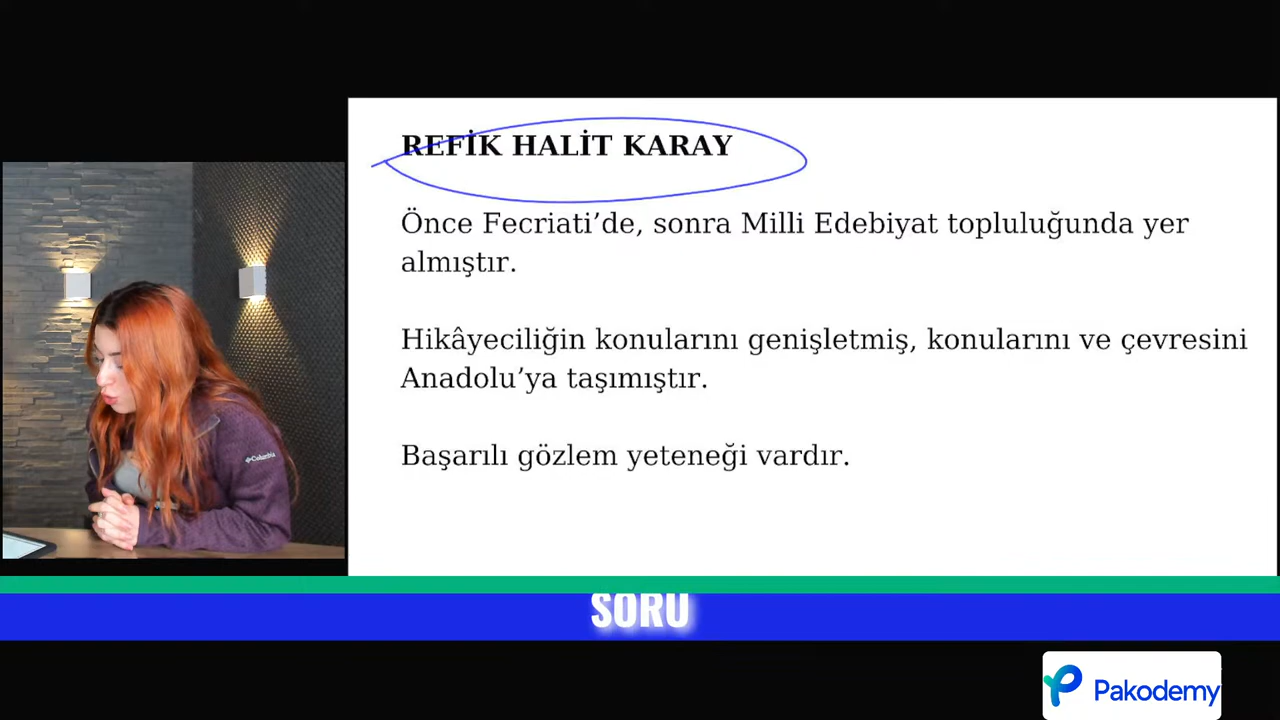 REFİK HALİT KARAY
Önce Fecriati’de, sonra Milli Edebiyat topluluğunda yer
almıştır.
Hikâyeciliğin konularını genişletmiş, konularını ve çevresini
Anadolu’ya taşımıştır.
Başarılı gözlem yeteneği vardır.
Columbia
SORU
Pakodemy